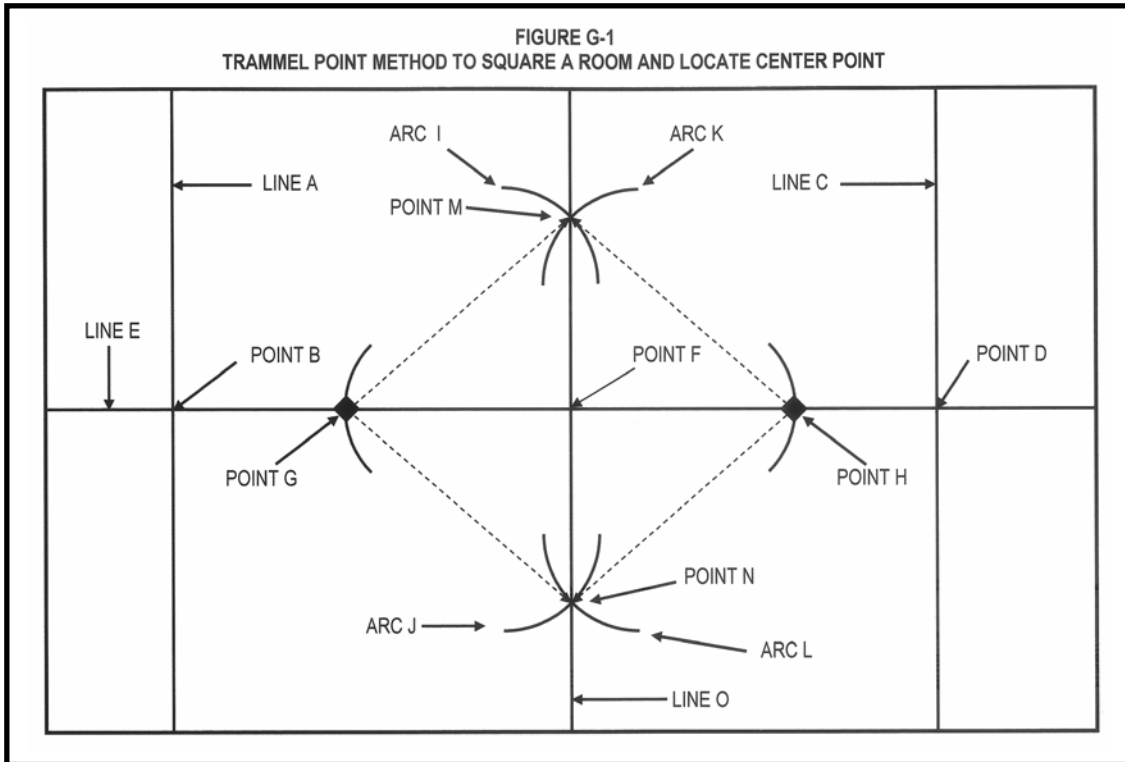 FIGURE G-1
TRAMMEL POINT METHOD TO SQUARE A ROOM AND LOCATE CENTER POINT
ARC I
ARC K
LINE A
LINE C
POINT M
LINE E
POINT B
POINT F
POINT D
POINT G
POINT H
POINT N
ARC J
ARC L
LINE O